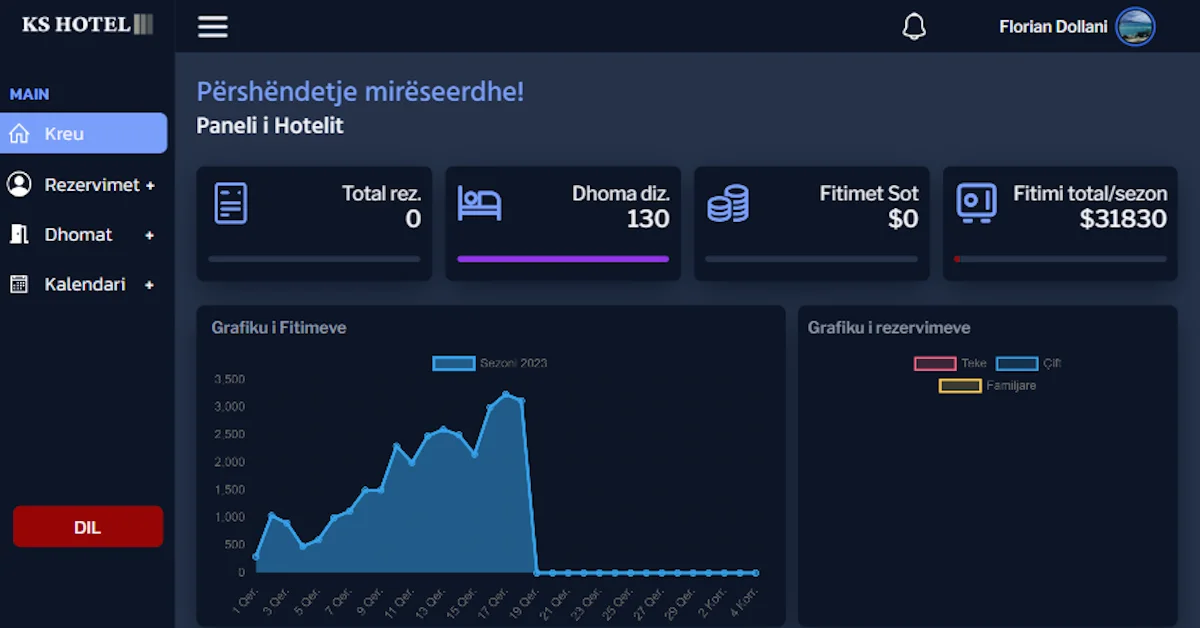 KS HOTEL
Florian Dollani
MAIN
Kreu
Rezervimet +
Dhomat +
Kalendari +
DIL
Përshëndetje mirëseerdhe!
Paneli i Hotelit
Total rez.
0
Dhoma diz.
130
Fitimet Sot
$0
Fitimi total/sezon
$31830
Grafiku i Fitimeve
Sezoni 2023
3,500
3,000
2,500
2,000
1,500
1,000
500
0
1 Qer. 3 Qer. 5 Qer. 7 Qer. 9 Qer. 11 Qer. 13 Qer. 15 Qer. 17 Qer. 19 Qer. 21 Qer. 23 Qer. 25 Qer. 27 Qer. 29 Qer. 2 Korr. 4 Korr.
Grafiku i rezervimeve
Teke Çift
Familjare